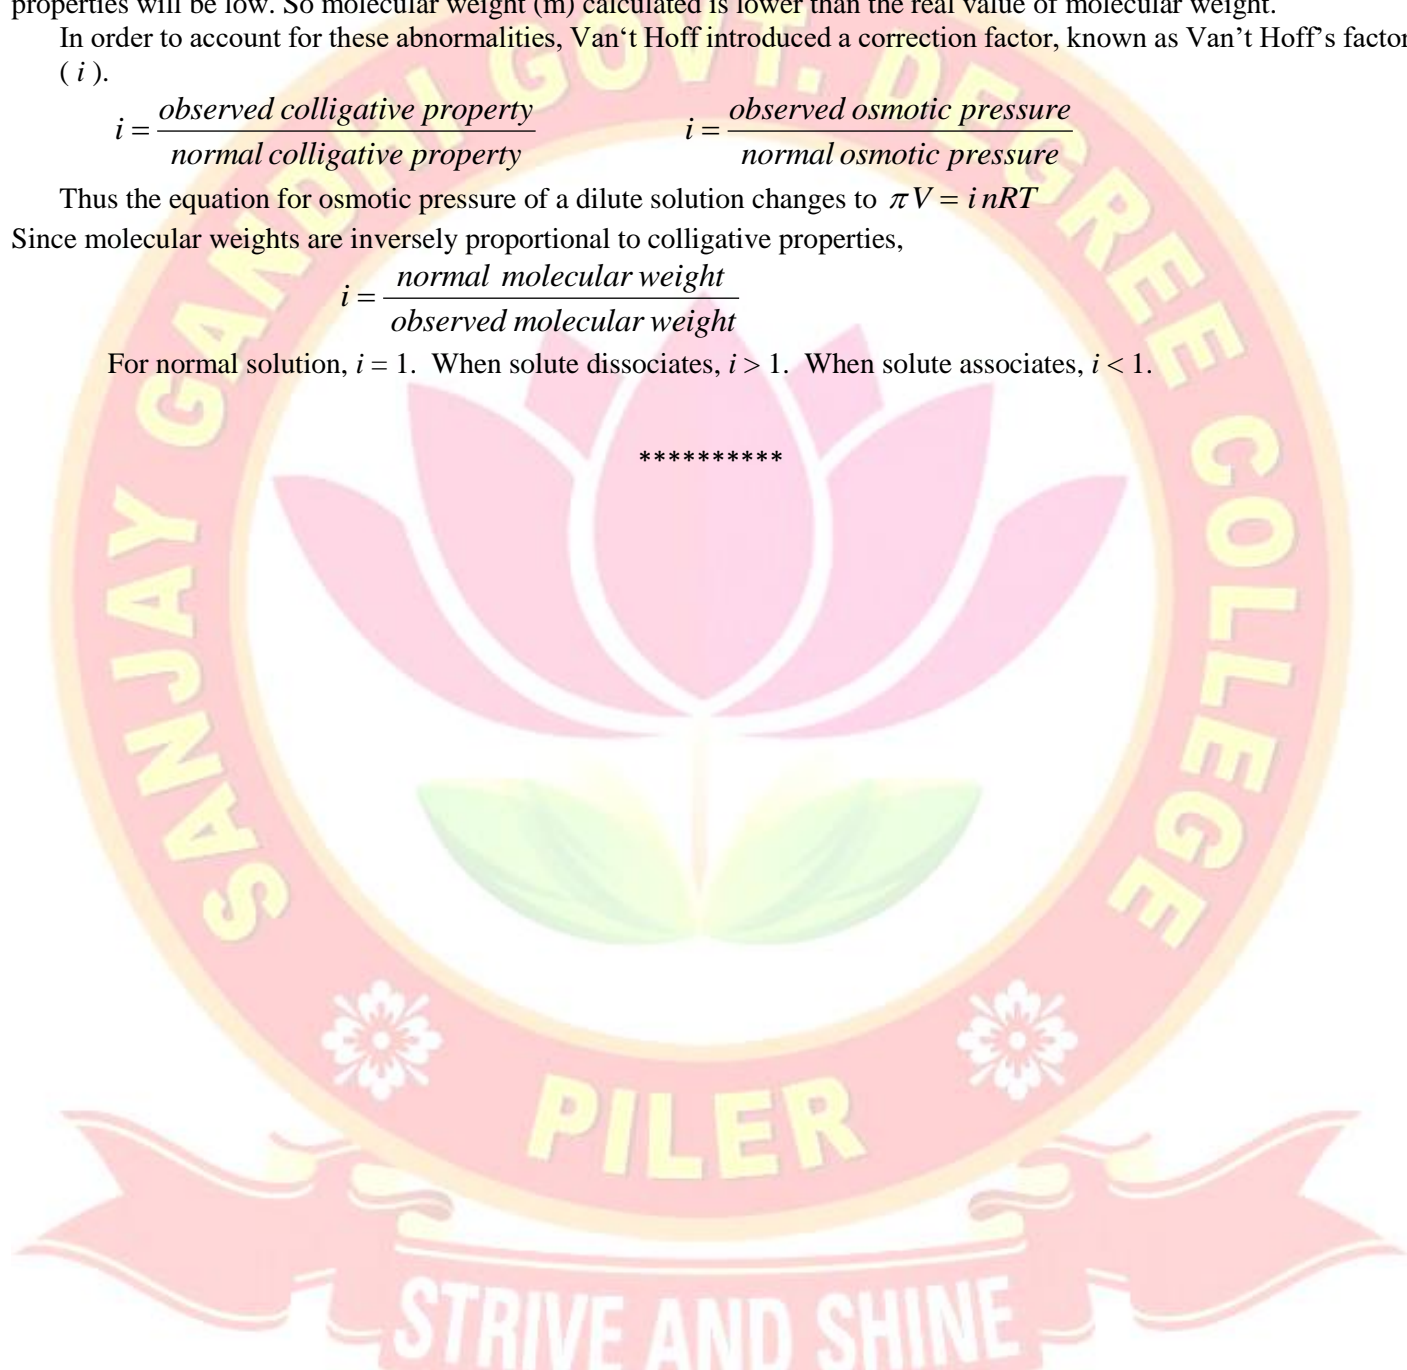 properties will be low. So molecular weight (m) calculated is lower than the real value of molecular weight.
In order to account for these abnormalities, Van‘t Hoff introduced a correction factor, known as Van’t Hoff’s factor
( i ).
i = observed colligative property / normal colligative property    i = observed osmotic pressure / normal osmotic pressure
Thus the equation for osmotic pressure of a dilute solution changes to π V = i nRT
Since molecular weights are inversely proportional to colligative properties,
i = normal molecular weight / observed molecular weight
For normal solution, i = 1. When solute dissociates, i > 1. When solute associates, i < 1.
**********
SANJAY GANDHI GOVT. DEGREE COLLEGE
PILER
STRIVE AND SHINE